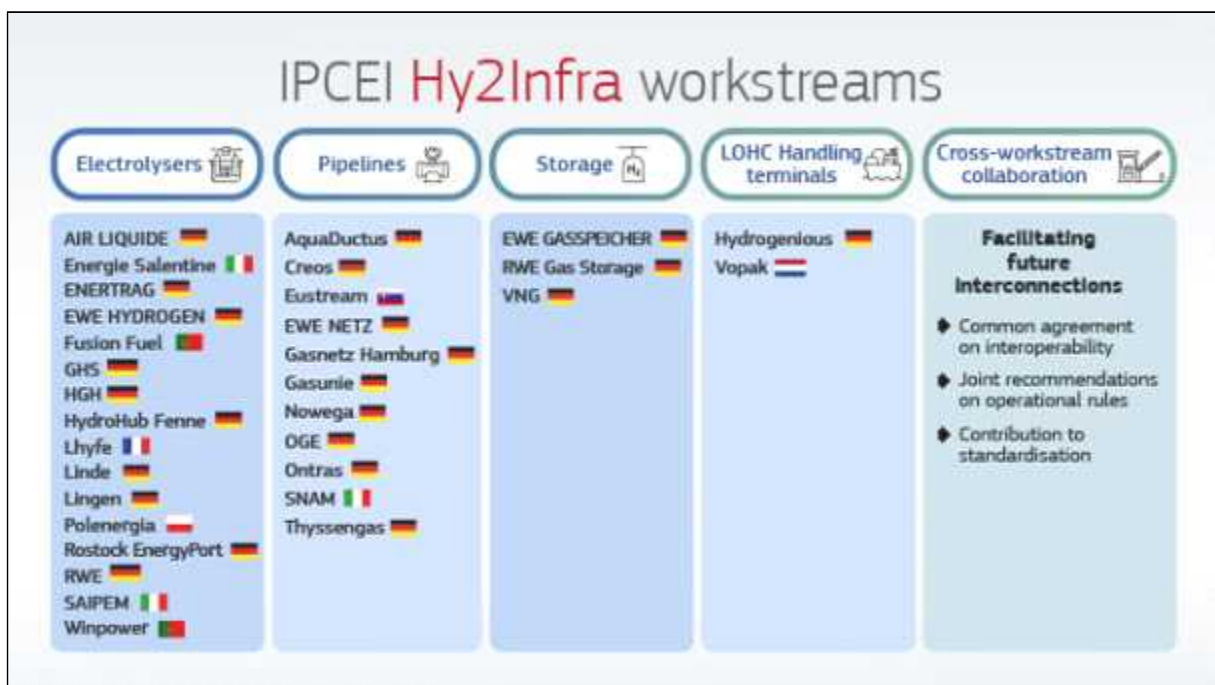 IPCEI Hy2Infra workstreams
Electrolysers
AIR LIQUIDE
Energie Salentine
ENERTRAG
EWE HYDROGEN
Fusion Fuel
GHS
HGH
HydroHub Fenne
Lhyfe
Linde
Lingen
Polenergia
Rostock EnergyPort
RWE
SAIPEM
Winpower
Pipelines
AquaDuctus
Creos
Eustream
EWE NETZ
Gasnetz Hamburg
Gasunie
Nowega
OGE
Ontras
SNAM
Thyssengas
Storage
H₂
EWE GASSPEICHER
RWE Gas Storage
VNG
LOHC Handling
terminals
Hydrogenious
Vopak
Cross-workstream
collaboration
Facilitating
future
interconnections
Common agreement
on interoperability
Joint recommendations
on operational rules
Contribution to
standardisation